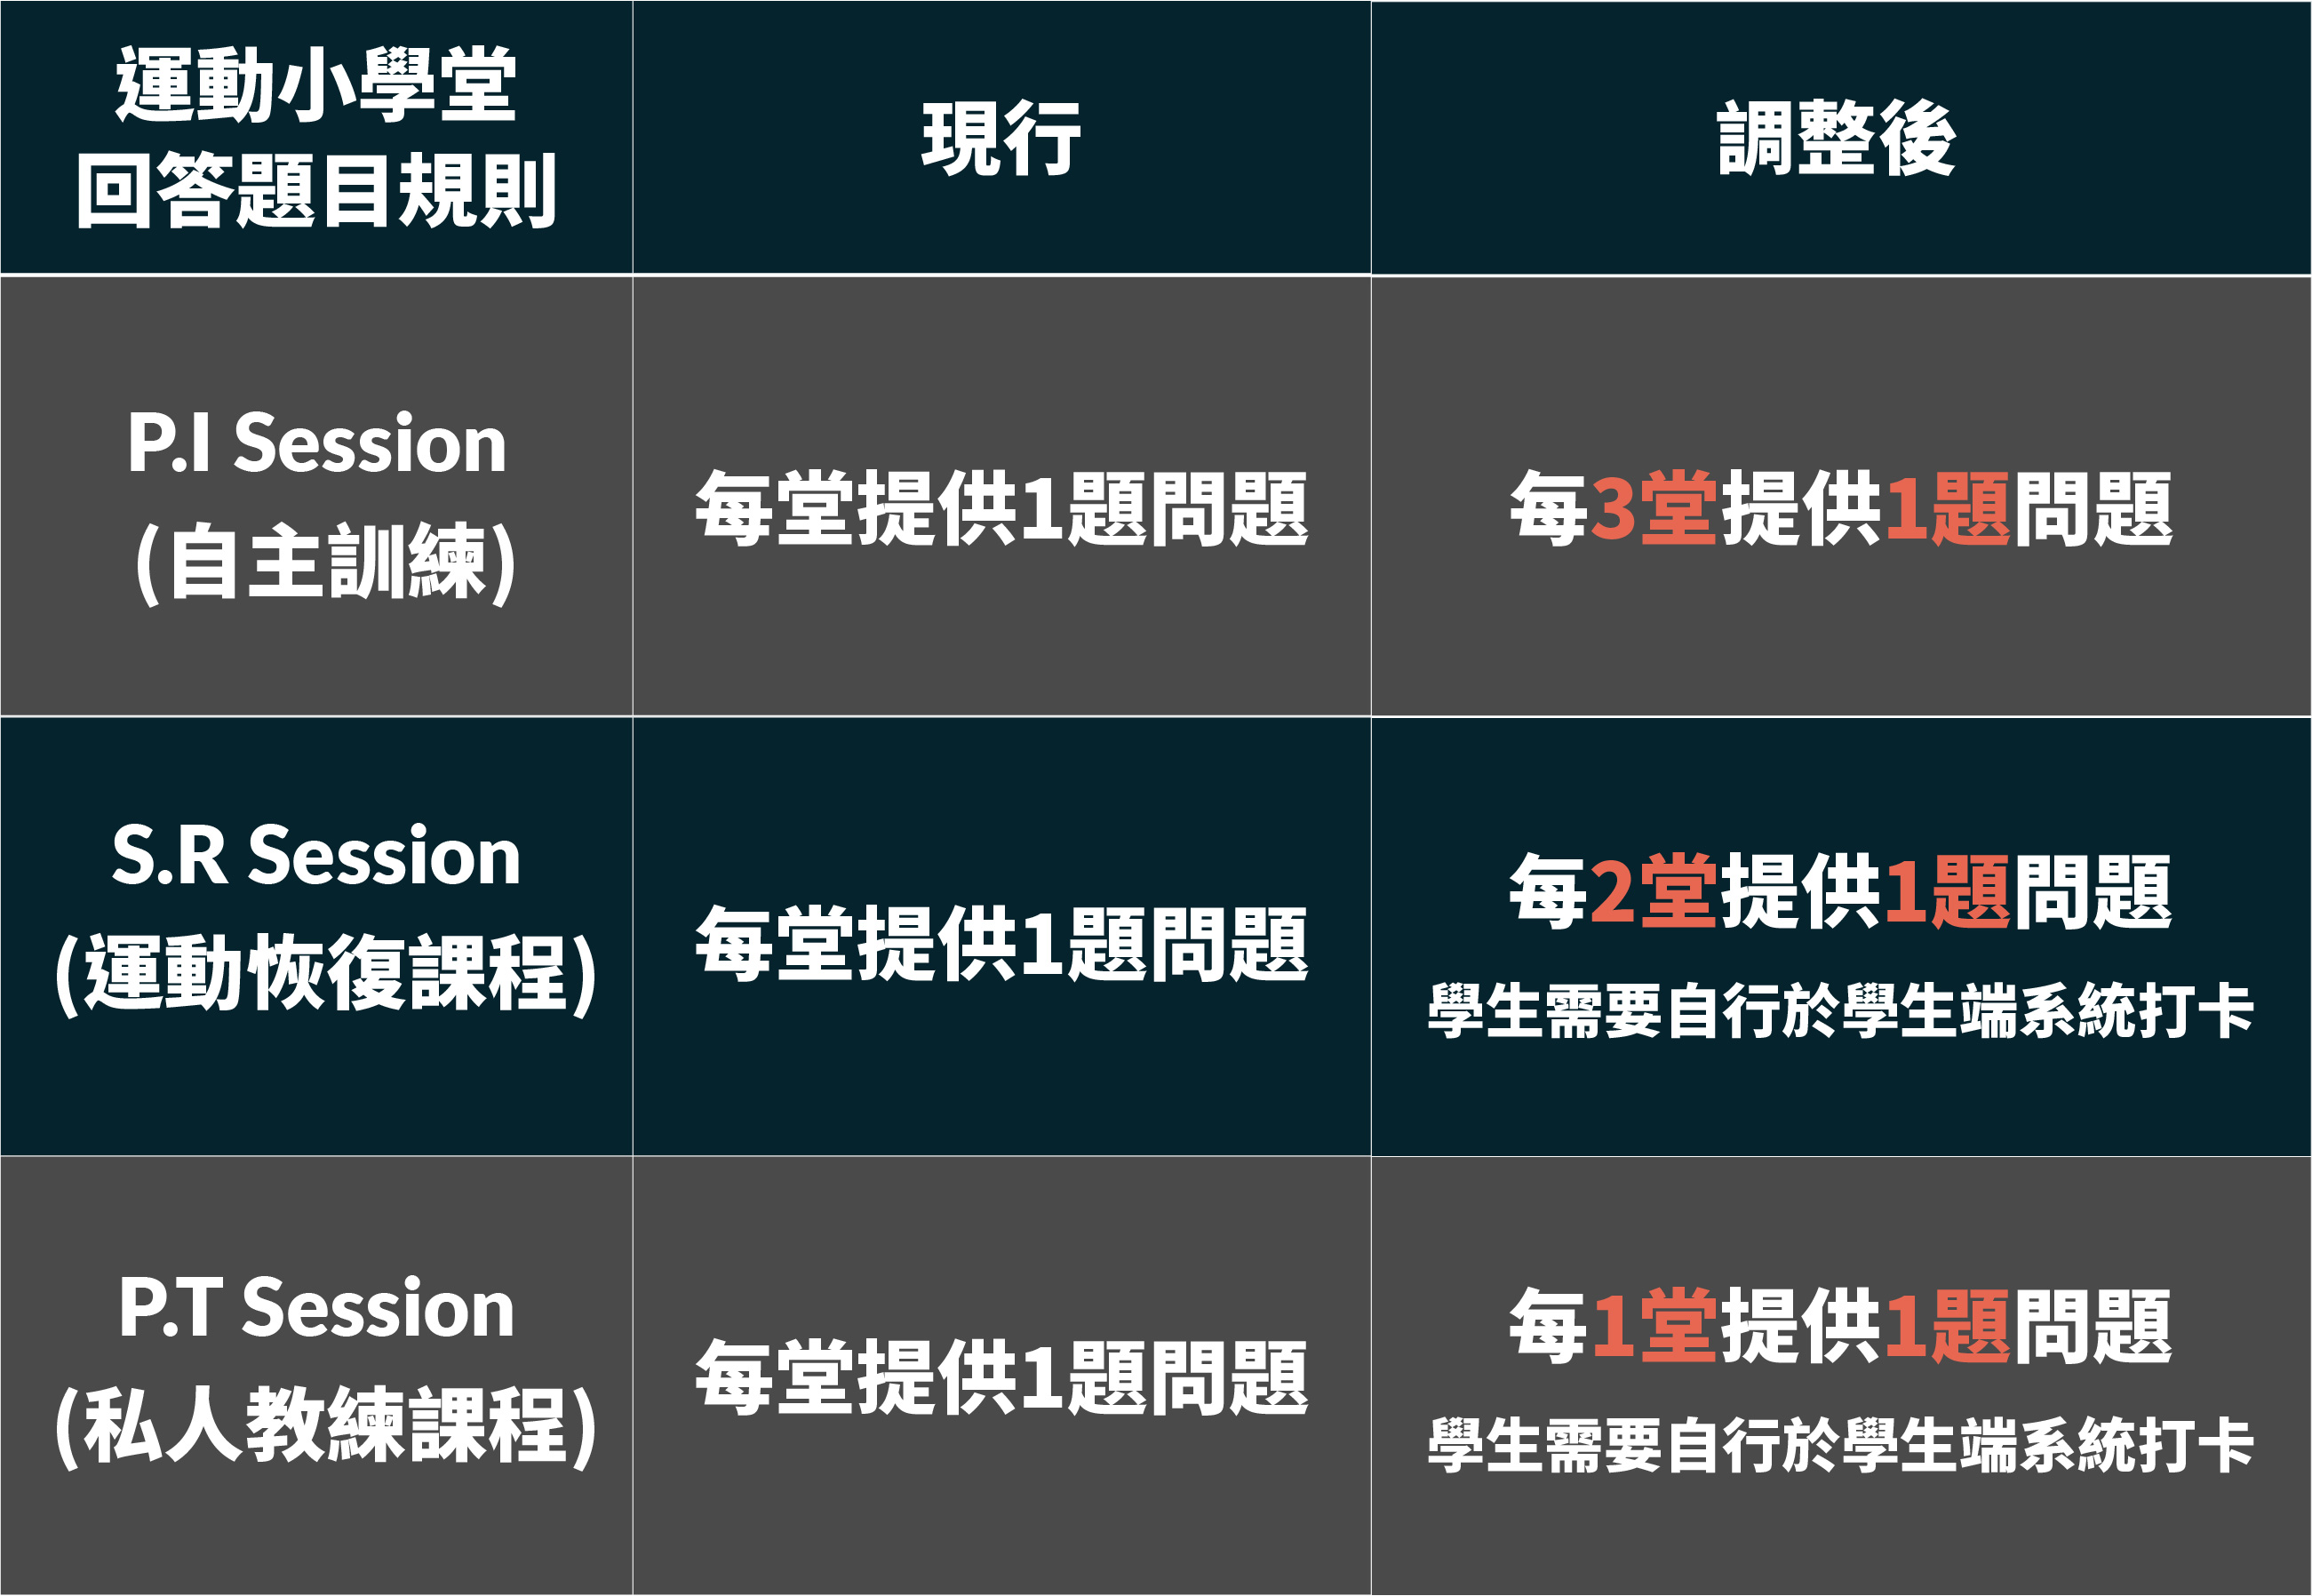 運動小學堂
回答題目規則
現行
調整後
P.I Session
(自主訓練)
每堂提供1題問題
每3堂提供1題問題
S.R Session
(運動恢復課程)
每堂提供1題問題
每2堂提供1題問題
學生需要自行於學生端系統打卡
P.T Session
(私人教練課程)
每堂提供1題問題
每1堂提供1題問題
學生需要自行於學生端系統打卡